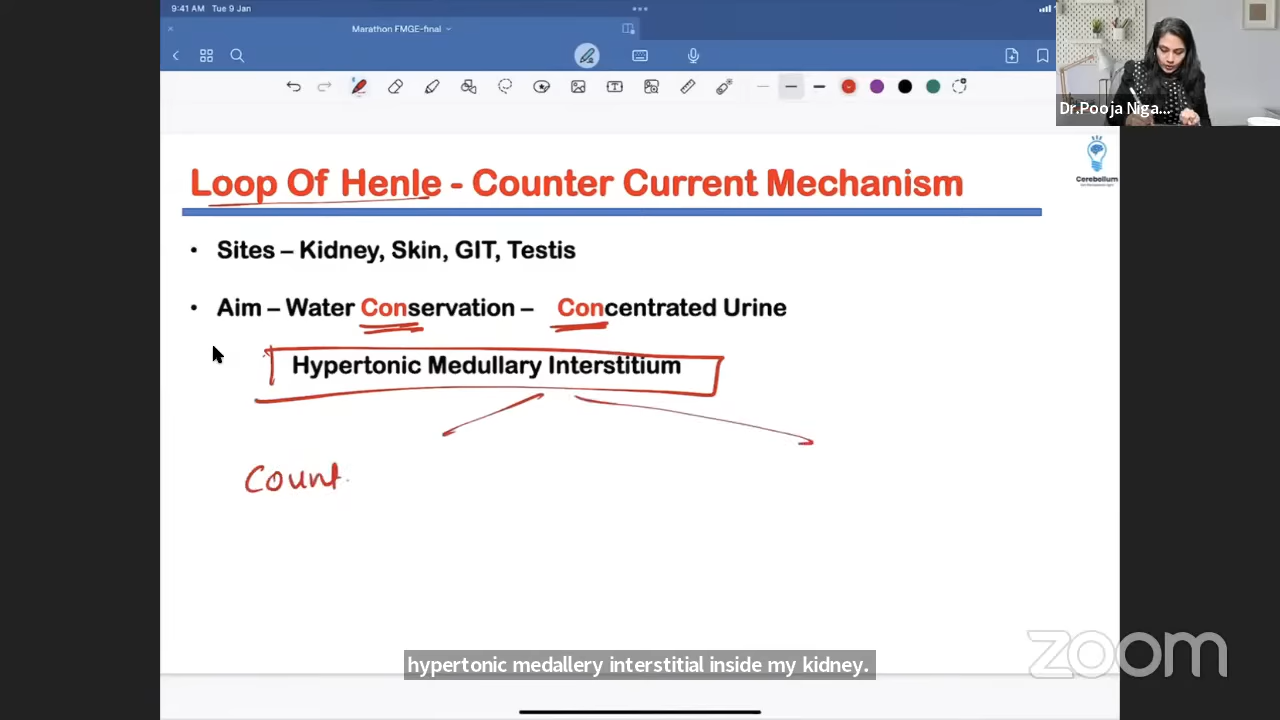 9:41 AM Tue 9 Jan
Marathon FMGE-final
Dr.Pooja Niga...
Cerebellum
Loop Of Henle - Counter Current Mechanism
• Sites – Kidney, Skin, GIT, Testis
• Aim – Water Conservation – Concentrated Urine
Hypertonic Medullary Interstitium
Count
hypertonic medallery interstitial inside my kidney.
zoom